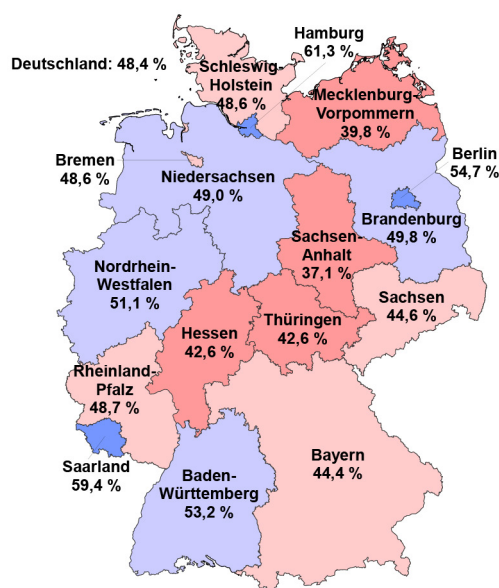 Hamburg
61,3 %
Deutschland: 48,4 %
Schleswig-
Holstein
48,6 %
Mecklenburg-
Vorpommern
39,8 %
Bremen
48,6 %
Niedersachsen
49,0 %
Berlin
54,7 %
Brandenburg
49,8 %
Sachsen-
Anhalt
37,1 %
Nordrhein-
Westfalen
51,1 %
Sachsen
44,6 %
Hessen
42,6 %
Thüringen
42,6 %
Rheinland-
Pfalz
48,7 %
Saarland
59,4 %
Baden-
Württemberg
53,2 %
Bayern
44,4 %